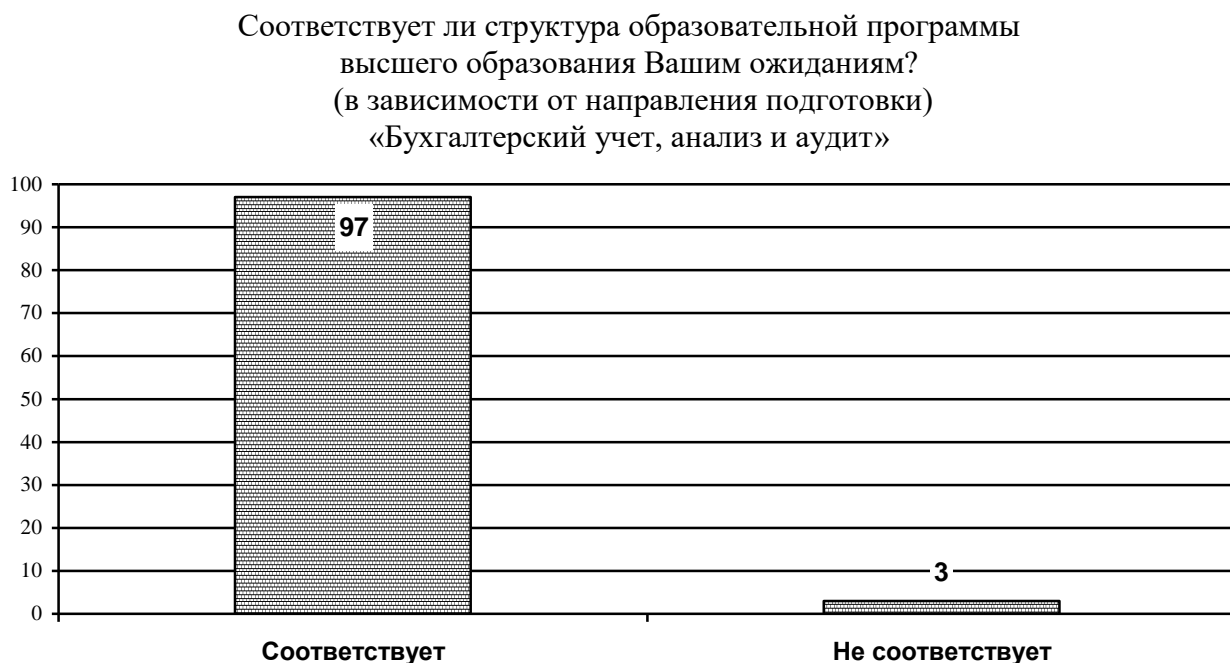 Соответствует ли структура образовательной программы
высшего образования Вашим ожиданиям?
(в зависимости от направления подготовки)
«Бухгалтерский учет, анализ и аудит»
100
90
80
70
60
50
40
30
20
10
0
97
3
Соответствует
Не соответствует